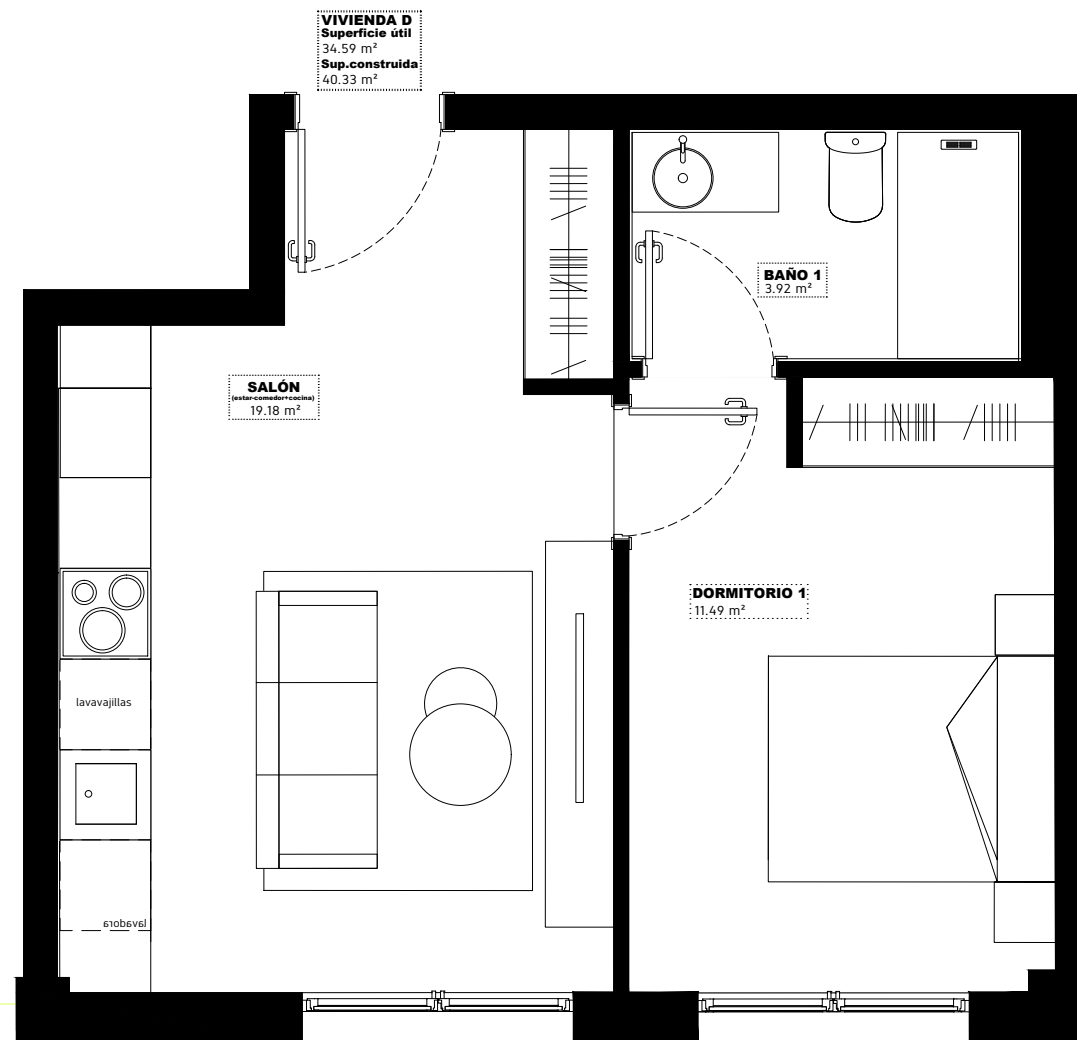 VIVIENDA D
Superficie útil
34.59 m²
Sup.construida
40.33 m²
BAÑO 1
3.92 m²
SALÓN
(estar-comedor+cocina)
19.18 m²
DORMITORIO 1
11.49 m²
lavavajillas
lavadora